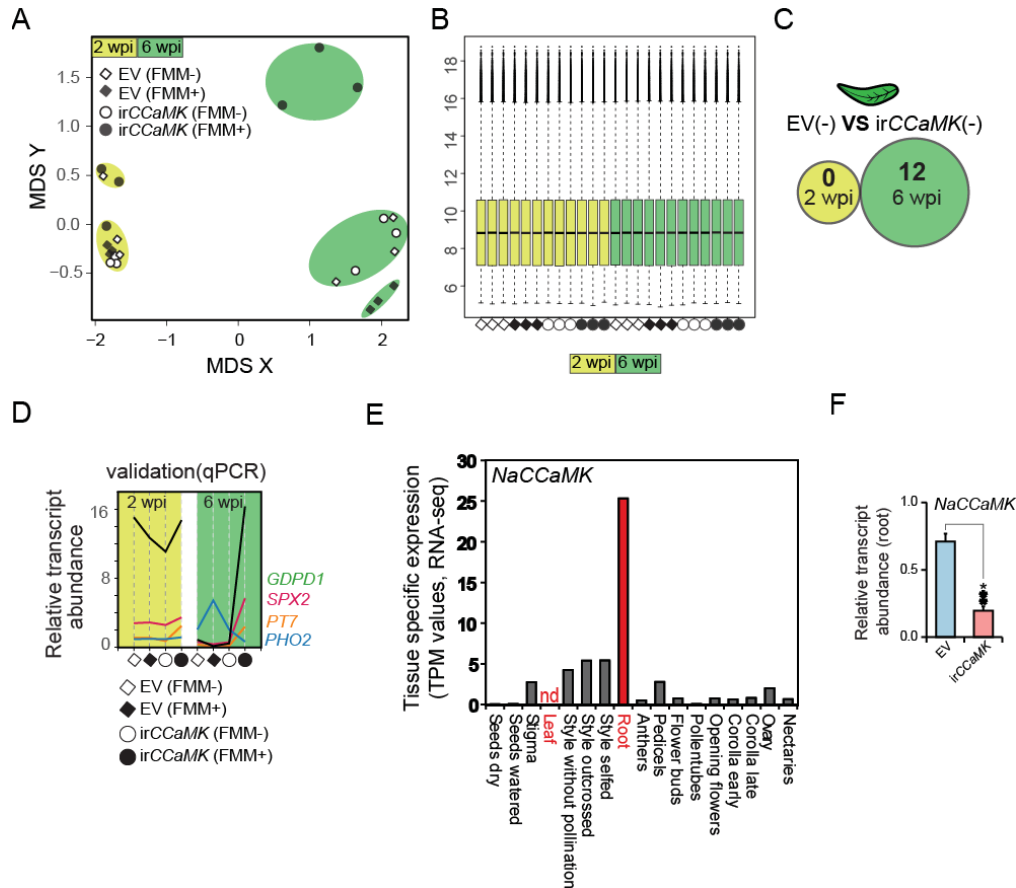 A
2 wpi 6 wpi
EV (FMM-)
EV (FMM+)
irCCaMK (FMM-)
irCCaMK (FMM+)
MDS Y
1.5
1.0
0.5
0.0
−0.5
−2
−1
0
1
2
MDS X
B
18
16
14
12
10
8
6
2 wpi 6 wpi
C
EV(-) VS irCCaMK(-)
0
2 wpi
12
6 wpi
D
validation(qPCR)
2 wpi
6 wpi
Relative transcript
abundance
16
8
0
GDPD1
SPX2
PT7
PHO2
EV (FMM-)
EV (FMM+)
irCCaMK (FMM-)
irCCaMK (FMM+)
E
NaCCaMK
Tissue specific expression
(TPM values, RNA-seq)
30
25
20
15
10
5
0
nd
Seeds dry
Seeds watered
Stigma
Leaf
Style without pollination
Style outcrossed
Style selfed
Root
Anthers
Pedicels
Flower buds
Pollentubes
Opening flowers
Corolla early
Corolla late
Ovary
Nectaries
F
NaCCaMK
Relative transcript
abundance (root)
1.0
0.0
EV
irCCaMK